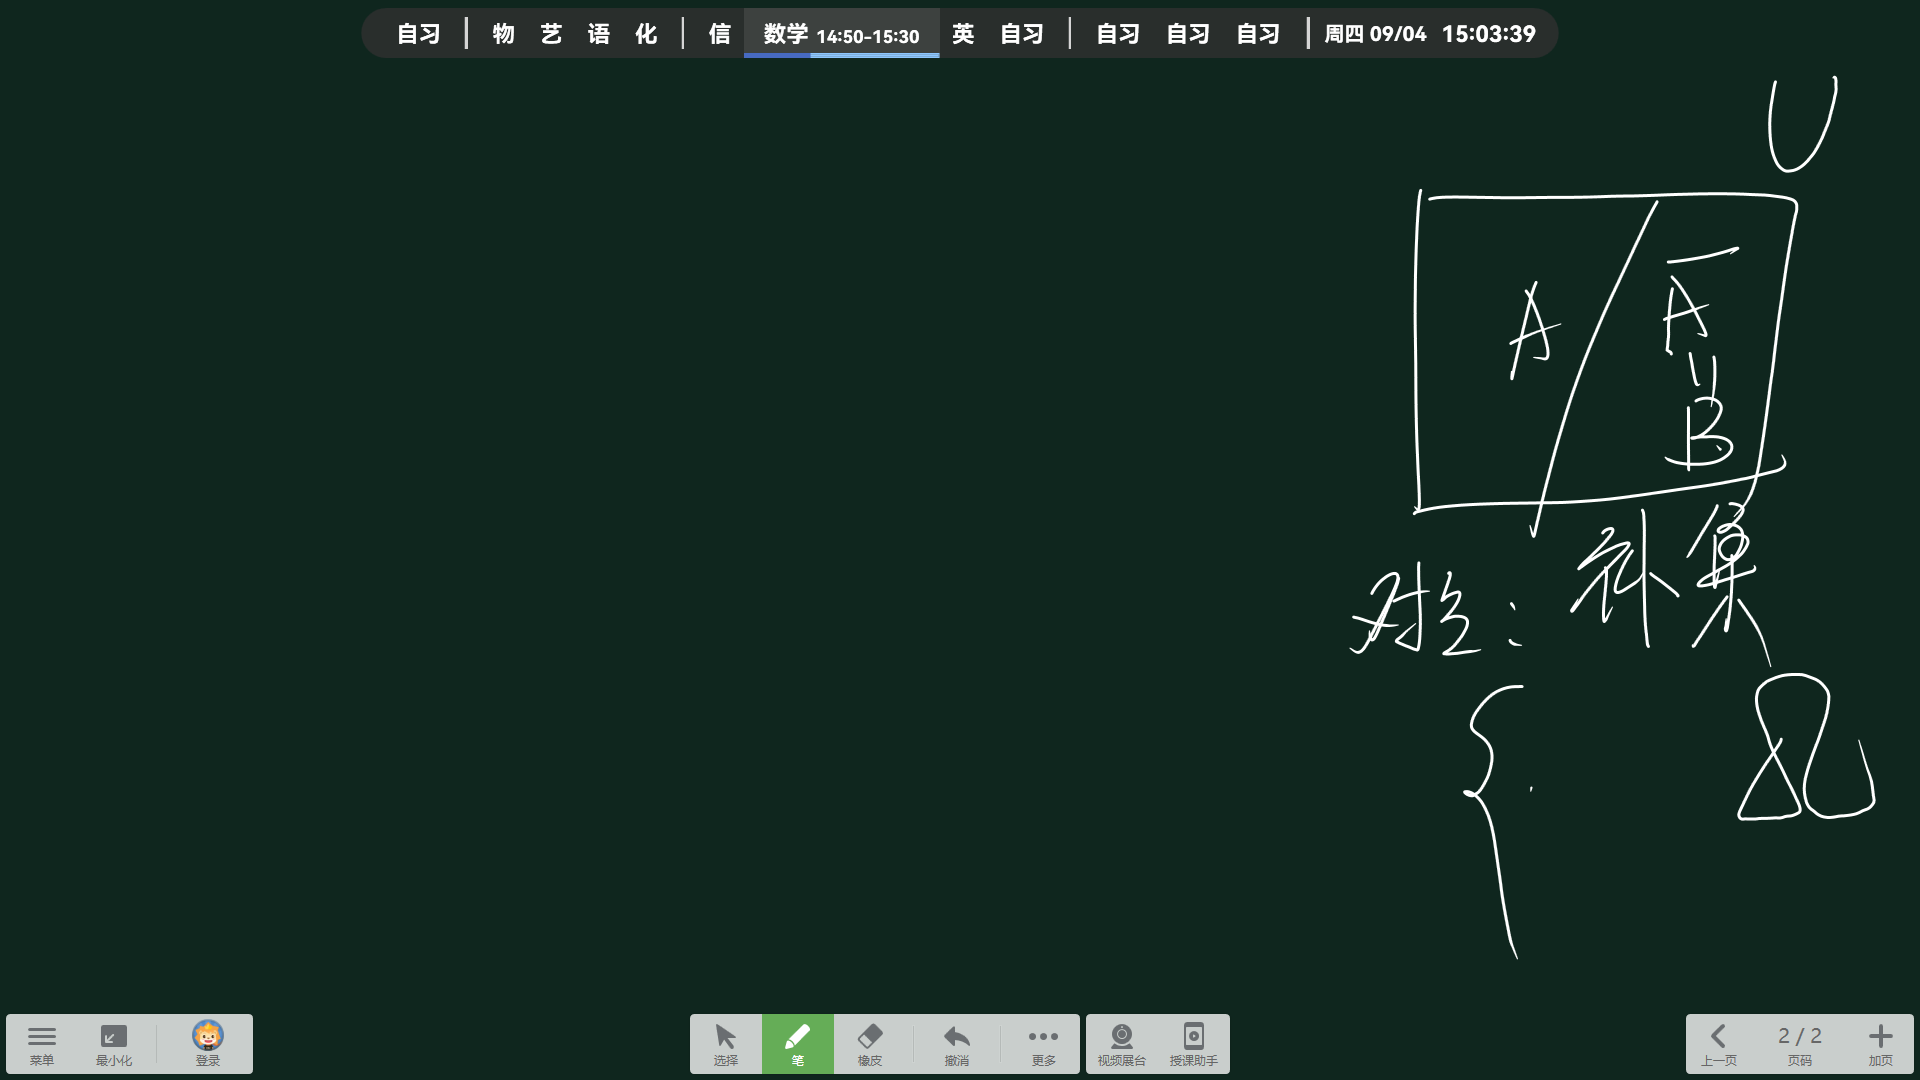 自习 | 物 艺 语 化 | 信 数学 14:50-15:30 英 自习 | 自习 自习 自习 | 周四 09/04 15:03:39
U
A
A
=
B
对立：补集
{
菜单 最小化 登录 选择 笔 橡皮 撤消 更多 视频展台 授课助手 上一页 2 / 2 页码 加页